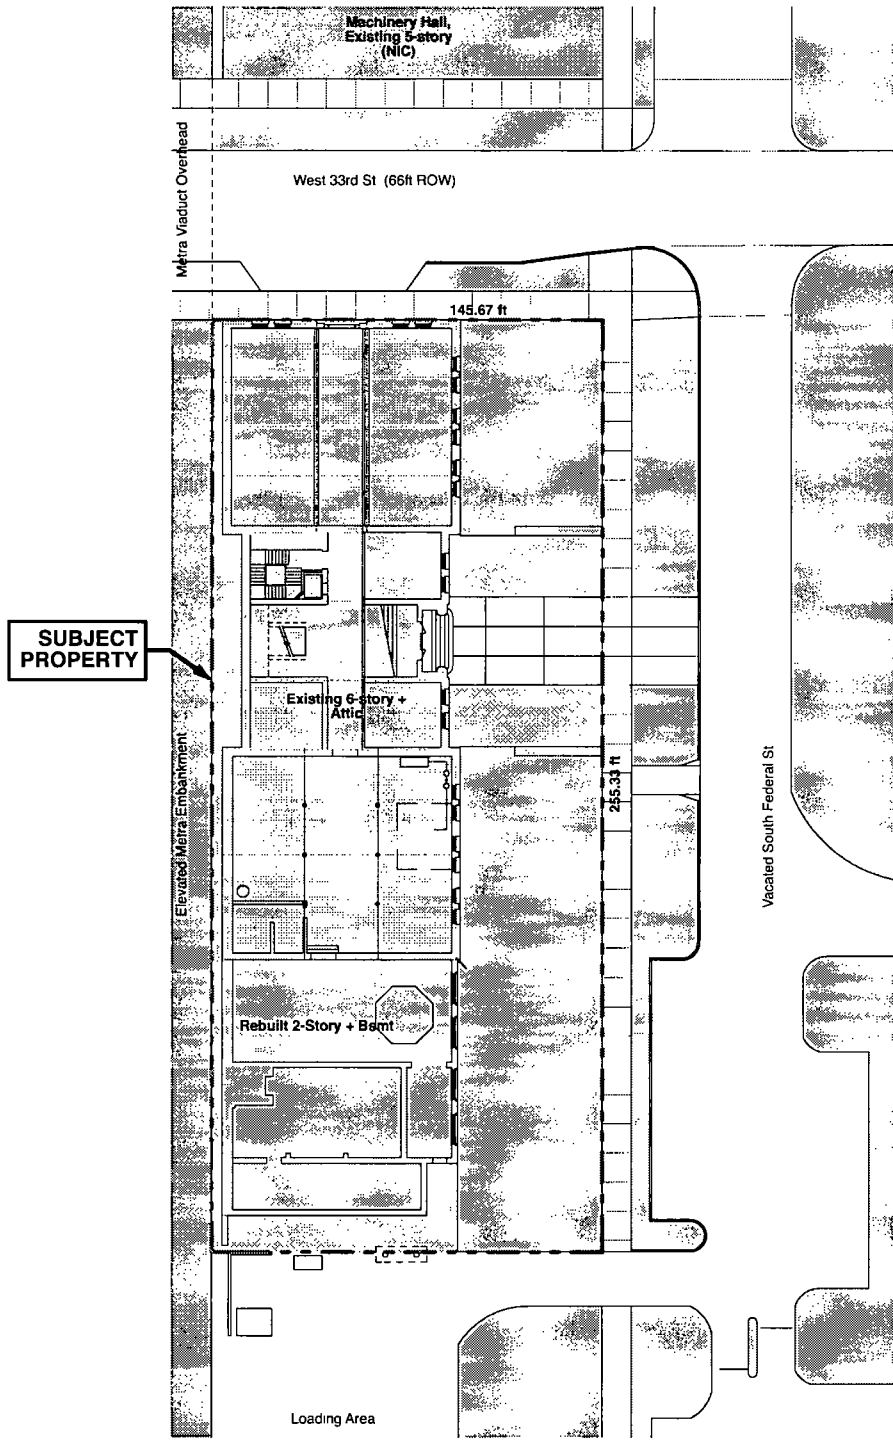 Machinery Hall,
Existing 5-story
(NIC)
Metra Viaduct Overhead
West 33rd St (66ft ROW)
145.67 ft
SUBJECT
PROPERTY
Existing 6-story +
Attic
Elevated Metra Embankment
255.33 ft
Vacated South Federal St
Rebuilt 2-Story + Bsmt
Loading Area